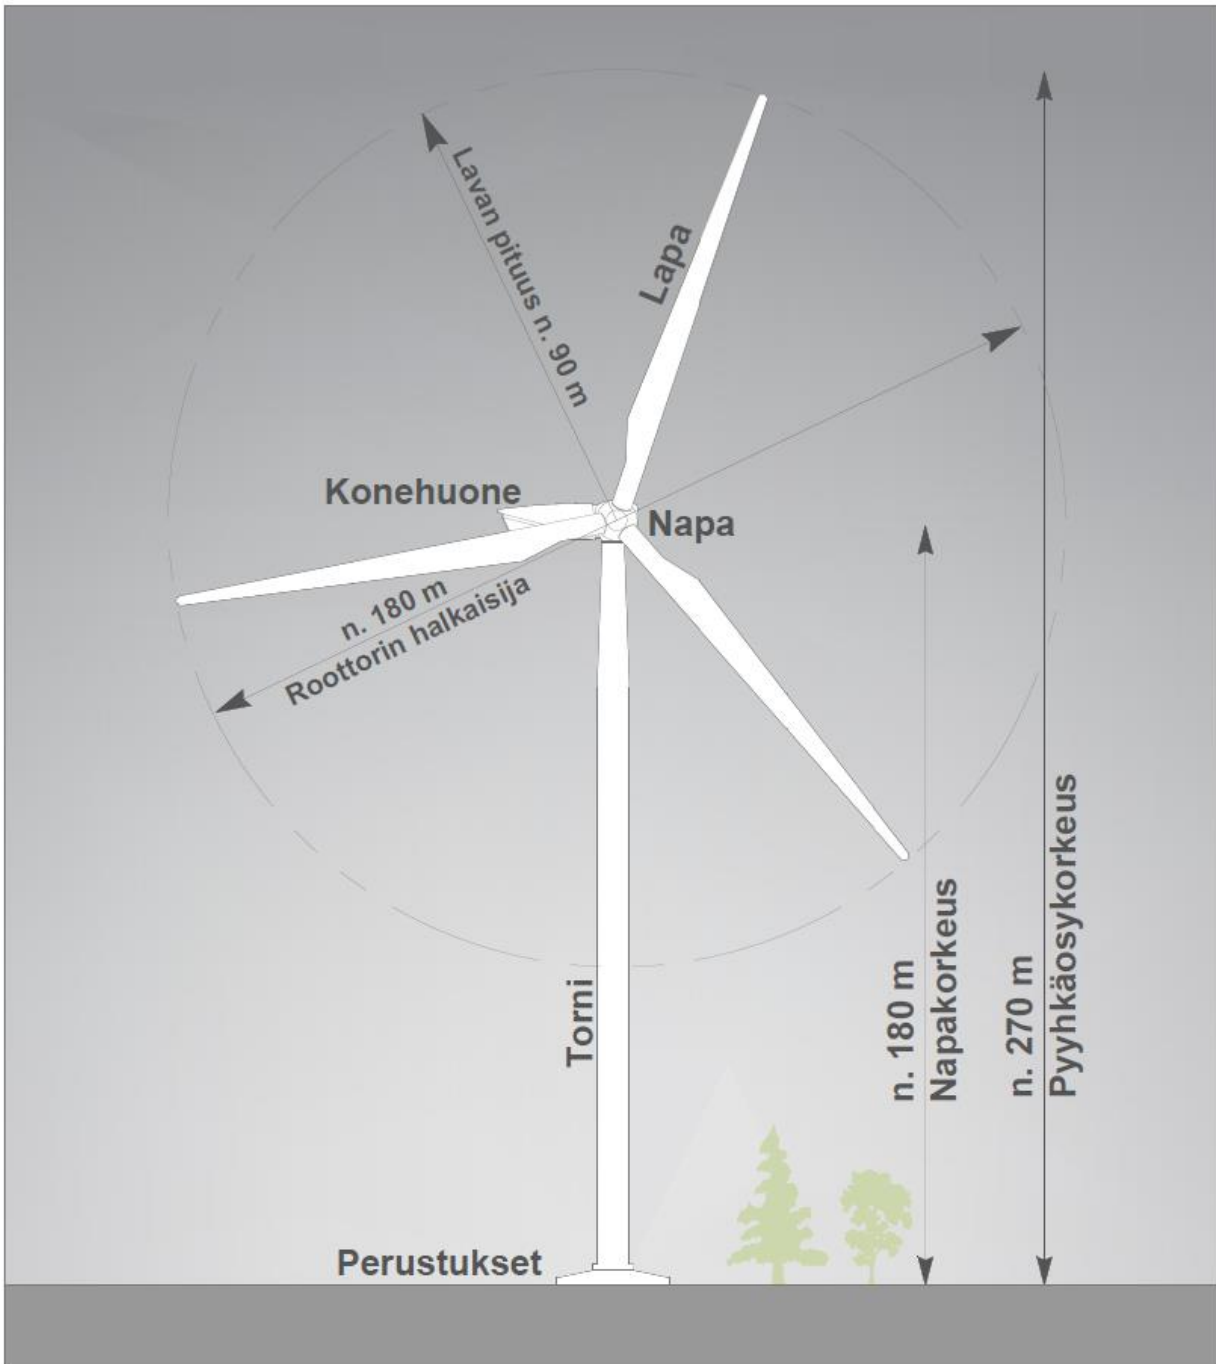 Lavan pituus n. 90 m
Lapa
Konehuone
Napa
n. 180 m
Roottorin halkaisija
Torni
n. 180 m
Napakorkeus
n. 270 m
Pyyhkäosykorkeus
Perustukset